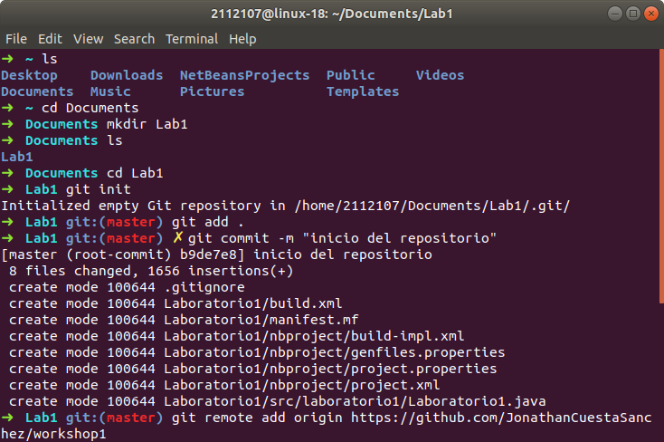 2112107@linux-18: ~/Documents/Lab1
File Edit View Search Terminal Help
➜ ~ ls
Desktop Downloads NetBeansProjects Public Videos
Documents Music Pictures Templates
➜ ~ cd Documents
➜ Documents mkdir Lab1
➜ Documents ls
Lab1
➜ Documents cd Lab1
➜ Lab1 git init
Initialized empty Git repository in /home/2112107/Documents/Lab1/.git/
➜ Lab1 git:(master) git add .
➜ Lab1 git:(master) ✗ git commit -m "inicio del repositorio"
[master (root-commit) b9de7e8] inicio del repositorio
8 files changed, 1656 insertions(+)
create mode 100644 .gitignore
create mode 100644 Laboratorio1/build.xml
create mode 100644 Laboratorio1/manifest.mf
create mode 100644 Laboratorio1/nbproject/build-impl.xml
create mode 100644 Laboratorio1/nbproject/genfiles.properties
create mode 100644 Laboratorio1/nbproject/project.properties
create mode 100644 Laboratorio1/nbproject/project.xml
create mode 100644 Laboratorio1/src/laboratorio1/Laboratorio1.java
➜ Lab1 git:(master) git remote add origin https://github.com/JonathanCuestaSanc
hez/workshop1